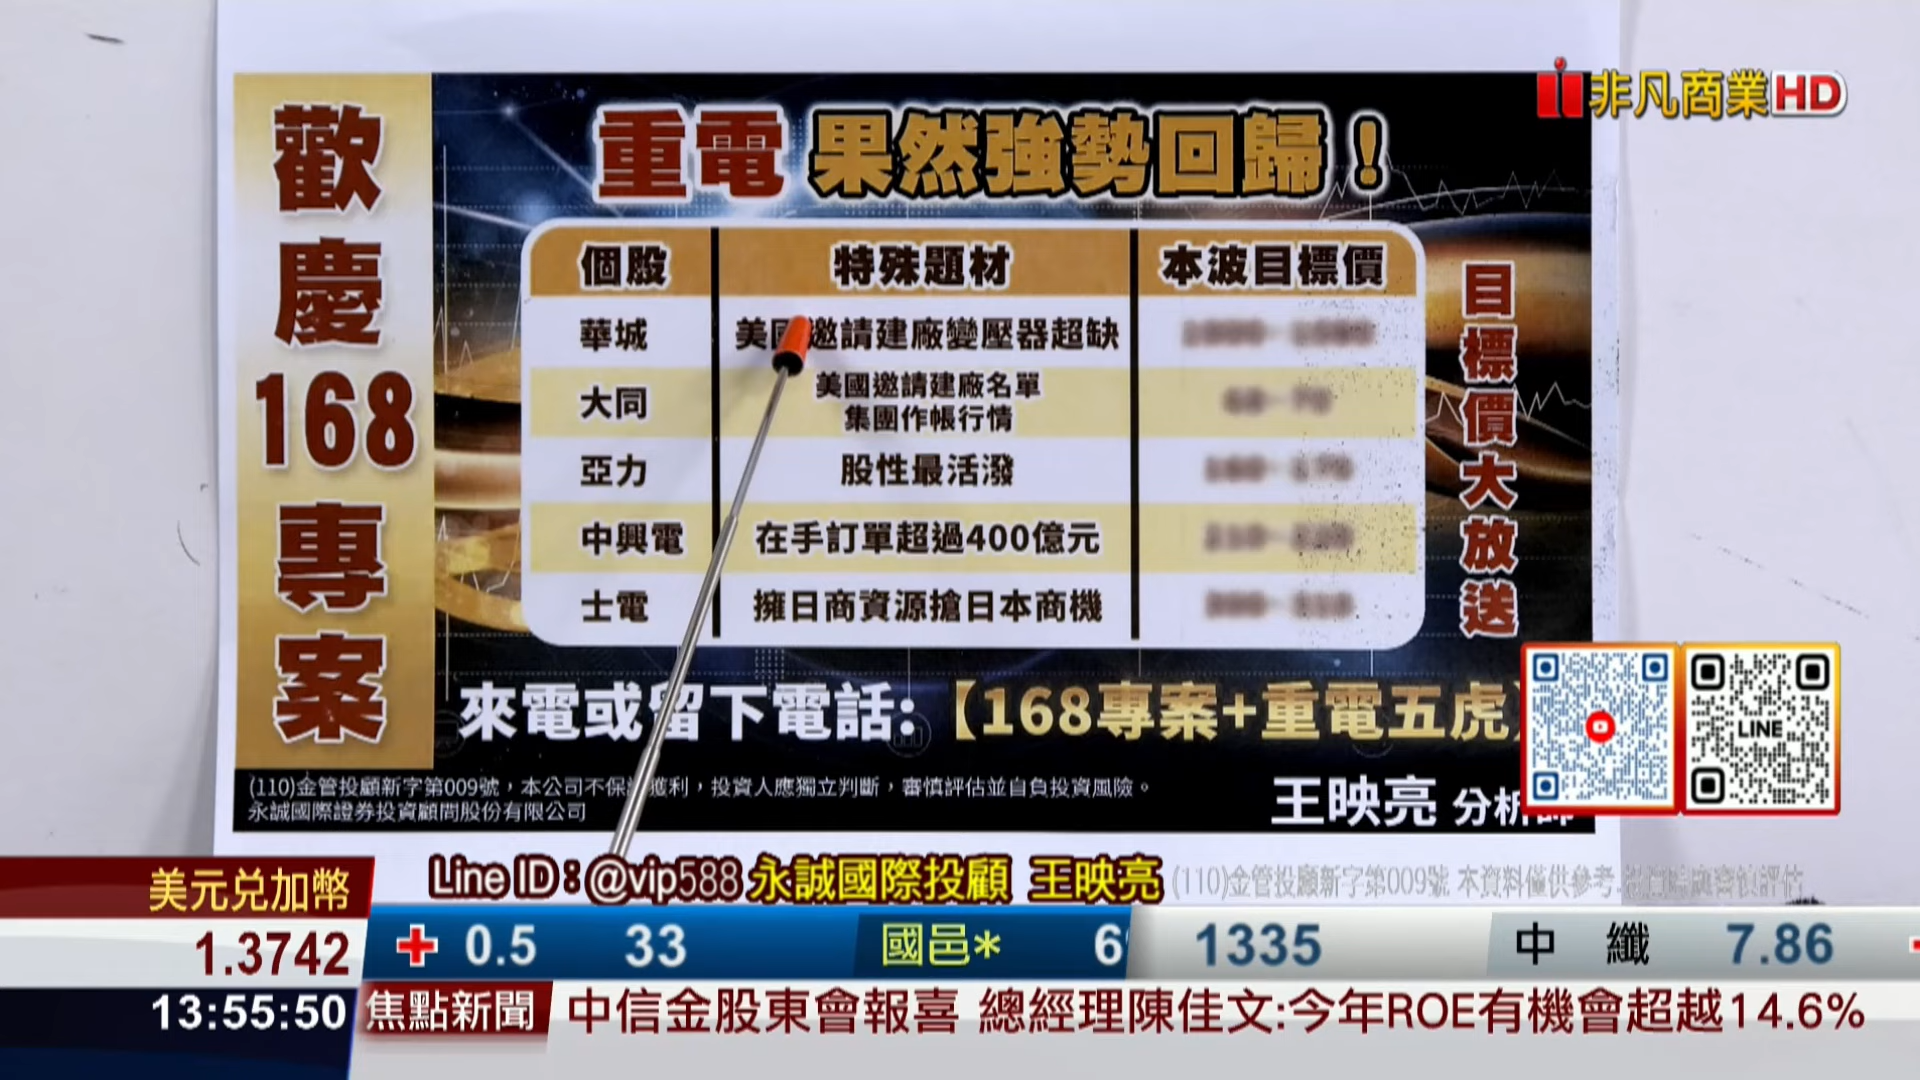 非凡商業HD
歡慶168專案
重電 果然強勢回歸！
個股 特殊題材 本波目標價
華城 美國邀請建廠變壓器超缺
大同 美國邀請建廠名單
集團作帳行情
亞力 股性最活潑
中興電 在手訂單超過400億元
士電 擁日商資源搶日本商機
目標價大放送
來電或留下電話:【168專案+重電五虎
(110)金管投顧新字第009號，本公司不保證獲利，投資人應獨立判斷，審慎評估並自負投資風險。
永誠國際證券投資顧問股份有限公司
王映亮 分析師
LINE
Line ID：@vip588 永誠國際投顧 王映亮 (110)金管投顧新字第009號 本資料僅供參考
美元兌加幣
1.3742
0.5 33 國邑* 6 1335 中 纖 7.86
13:55:50
焦點新聞 中信金股東會報喜 總經理陳佳文:今年ROE有機會超越14.6%